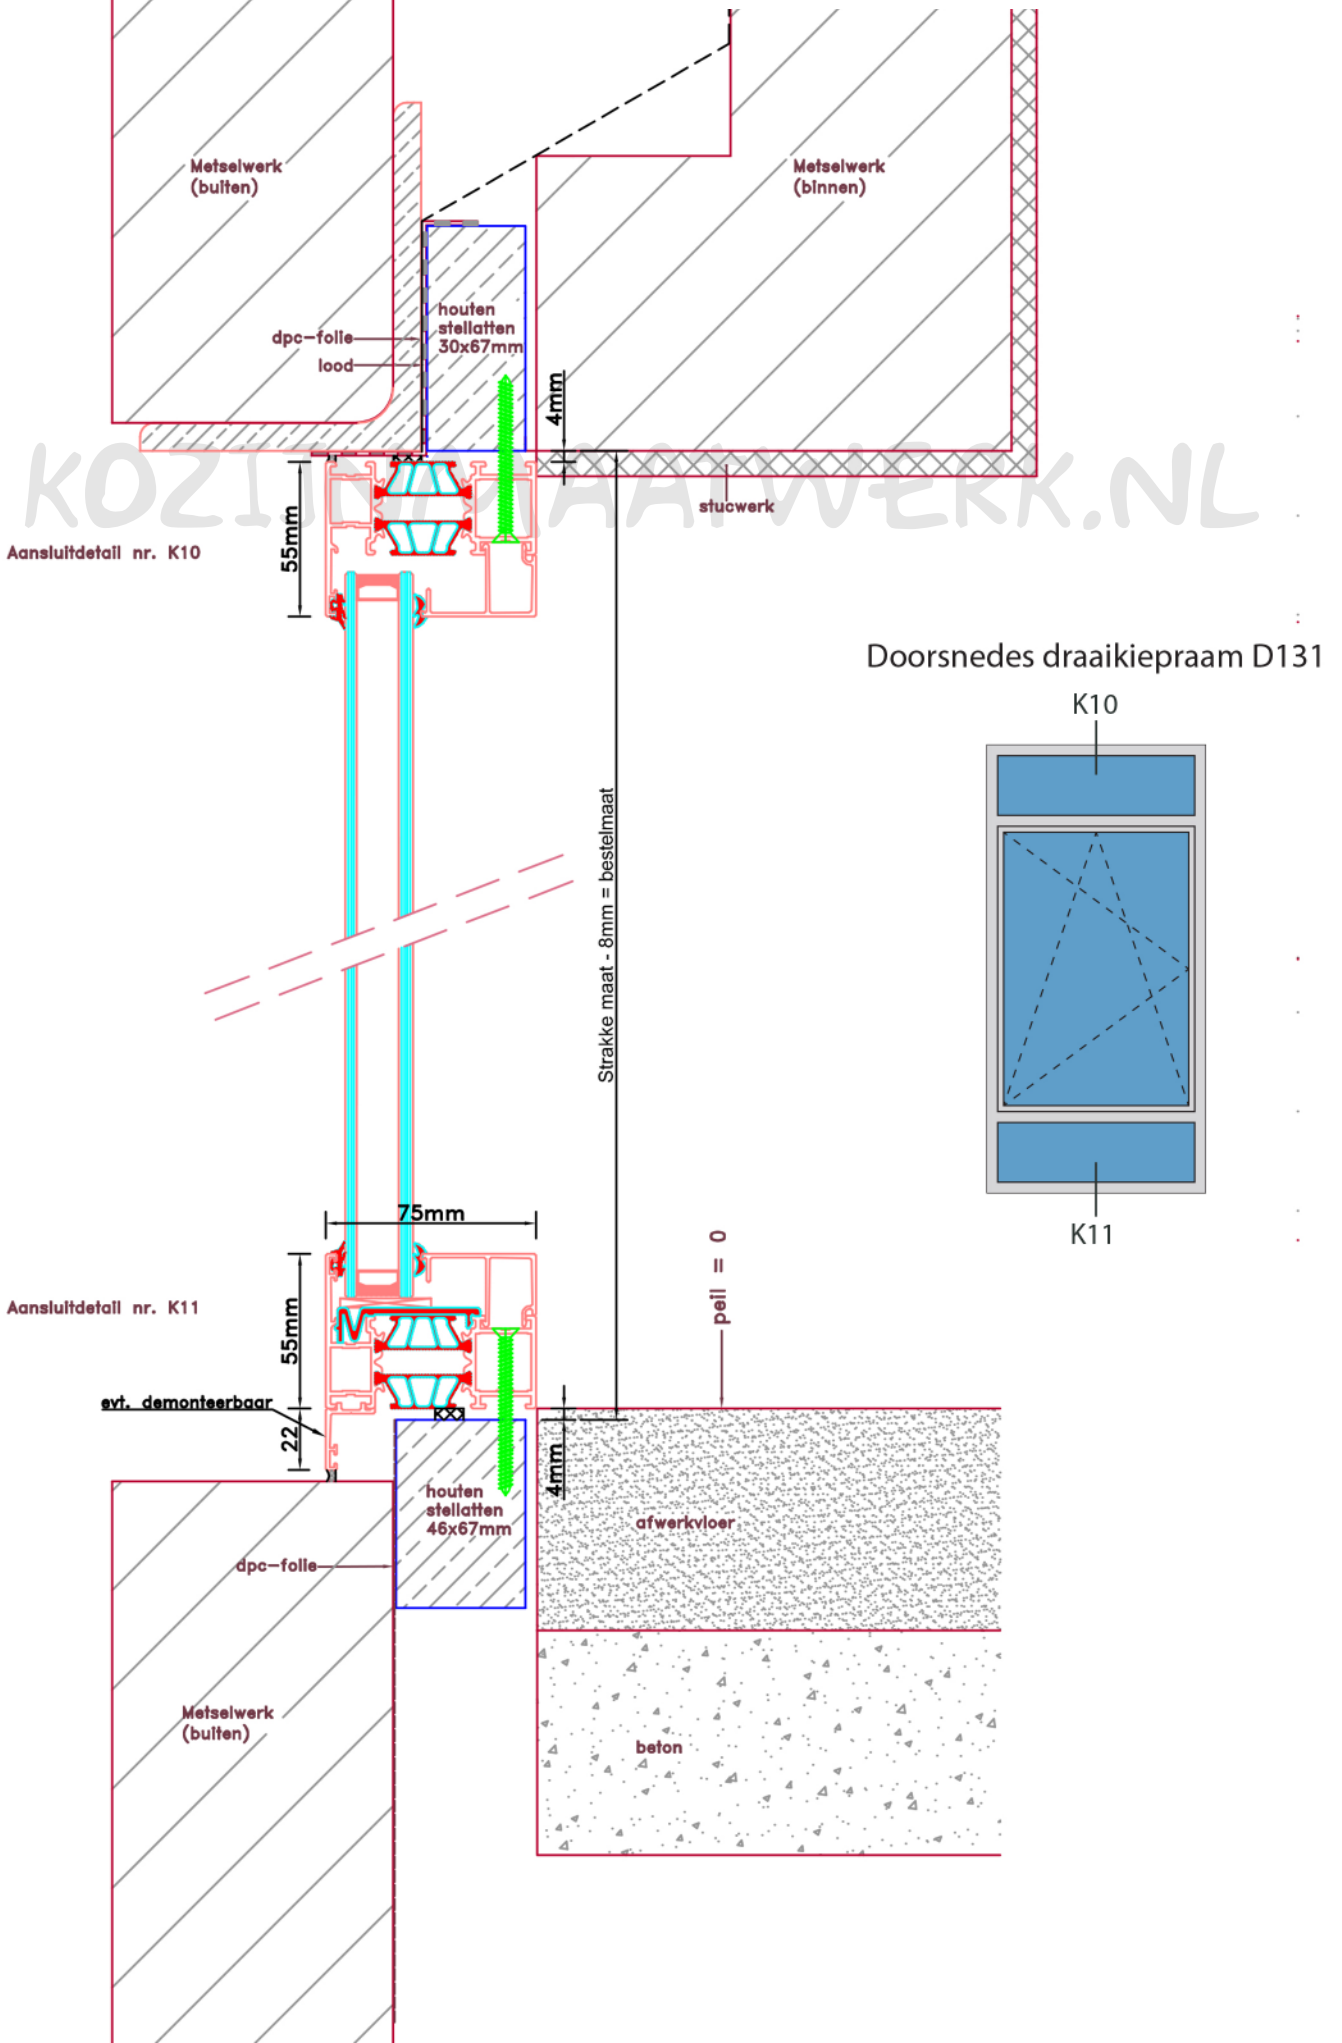 Metselwerk
(buiten)
Metselwerk
(binnen)
houten
stellatten
30x67mm
dpc-folie
lood
4mm
KOZIJNMAATWERK.NL
stucwerk
55mm
Aansluitdetail nr. K10
Doorsnedes draaikiepraam D131
K10
Strakke maat - 8mm = bestelmaat
K11
75mm
peil = 0
Aansluitdetail nr. K11
55mm
evt. demonteerbaar
22
4mm
houten
stellatten
46x67mm
afwerkvloer
dpc-folie
Metselwerk
(buiten)
beton